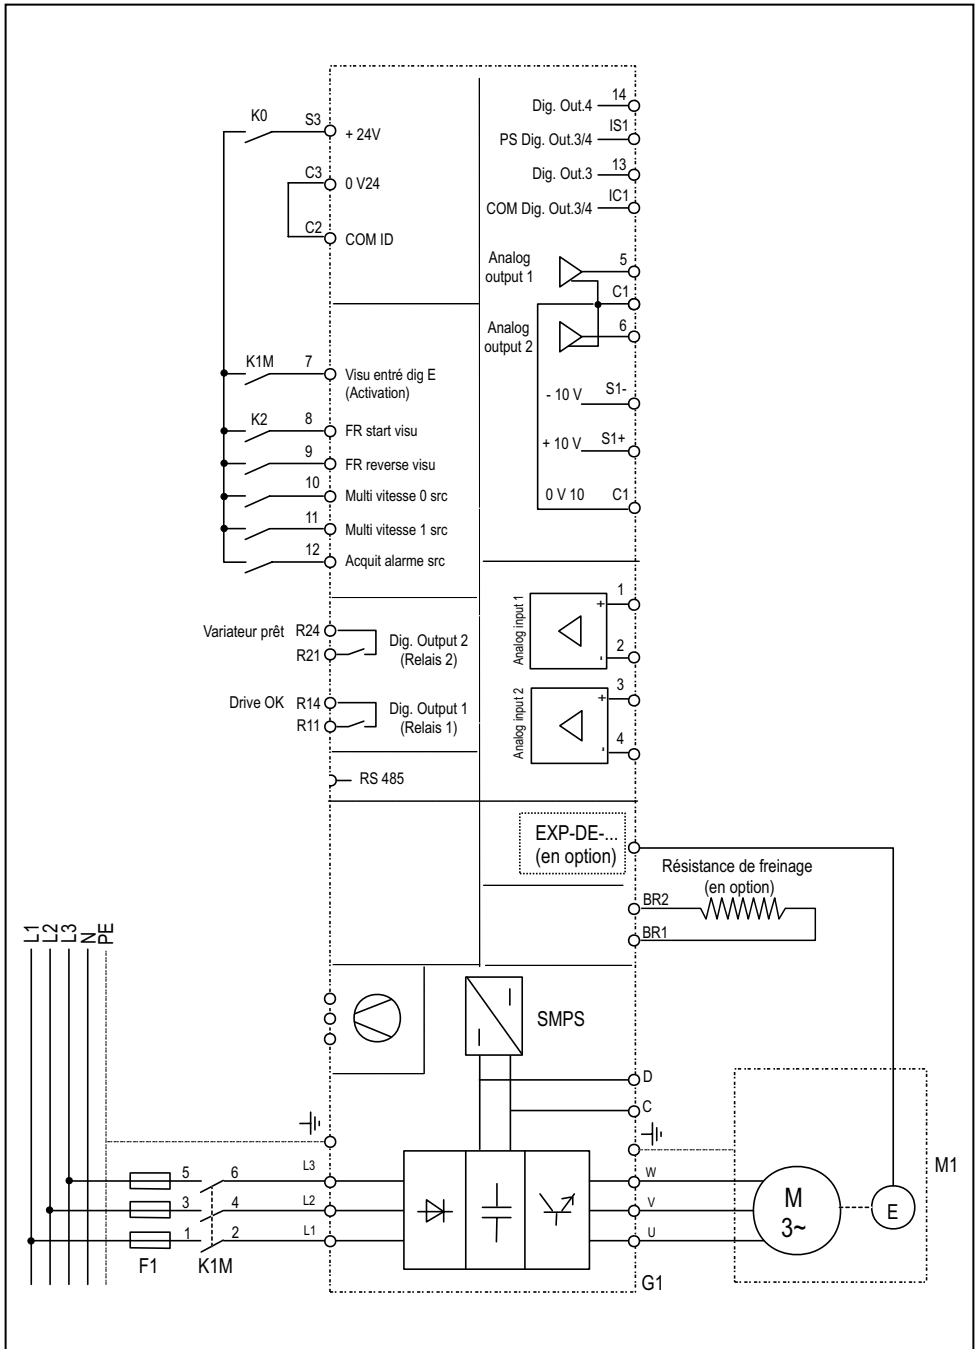 K0
S3
+ 24V
C3
0 V24
C2
COM ID
K1M
7
Visu entré dig E
(Activation)
K2
8
FR start visu
9
FR reverse visu
10
Multi vitesse 0 src
11
Multi vitesse 1 src
12
Acquit alarme src
Variateur prêt
R24
R21
Dig. Output 2
(Relais 2)
Drive OK
R14
R11
Dig. Output 1
(Relais 1)
RS 485
Dig. Out.4
14
PS Dig. Out.3/4
IS1
Dig. Out.3
13
COM Dig. Out.3/4
IC1
Analog
output 1
5
C1
Analog
output 2
6
- 10 V
S1-
+ 10 V
S1+
0 V 10
C1
Analog input 1
+
-
1
2
Analog input 2
+
-
3
4
EXP-DE-...
(en option)
Résistance de freinage
(en option)
BR2
BR1
L1
L2
L3
N
PE
SMPS
D
C
5
6
L3
3
4
L2
1
2
L1
F1
K1M
W
V
U
G1
M
3~
E
M1